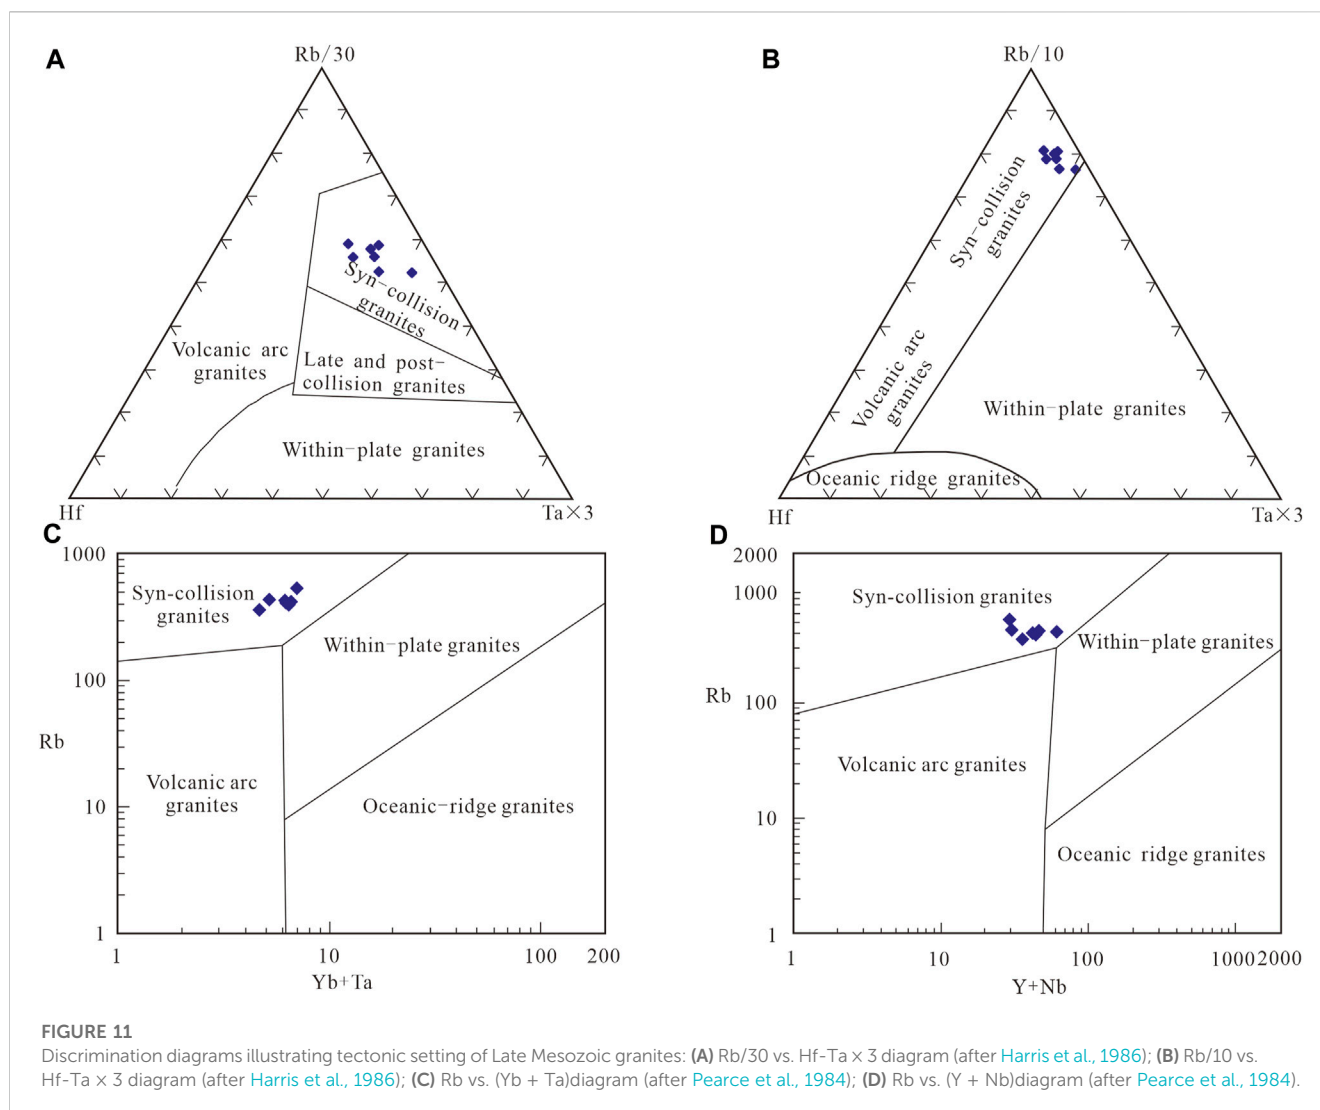 A
Rb/30
Syn-collision
granites
Volcanic arc
granites
Late and post-
collision granites
Within-plate granites
Hf
Ta×3
B
Rb/10
Syn-collision
granites
Volcanic arc
granites
Within-plate granites
Oceanic ridge granites
Hf
Ta×3
C
1000
100
10
1
Rb
Syn-collision
granites
Within-plate granites
Volcanic arc
granites
Oceanic-ridge granites
1 10 100 200
Yb+Ta
D
2000
1000
100
10
1
Rb
Syn-collision granites
Within-plate granites
Volcanic arc granites
Oceanic ridge granites
1 10 100 1000 2000
Y+Nb
FIGURE 11
Discrimination diagrams illustrating tectonic setting of Late Mesozoic granites: (A) Rb/30 vs. Hf-Ta × 3 diagram (after Harris et al., 1986); (B) Rb/10 vs.
Hf-Ta × 3 diagram (after Harris et al., 1986); (C) Rb vs. (Yb + Ta)diagram (after Pearce et al., 1984); (D) Rb vs. (Y + Nb)diagram (after Pearce et al., 1984).